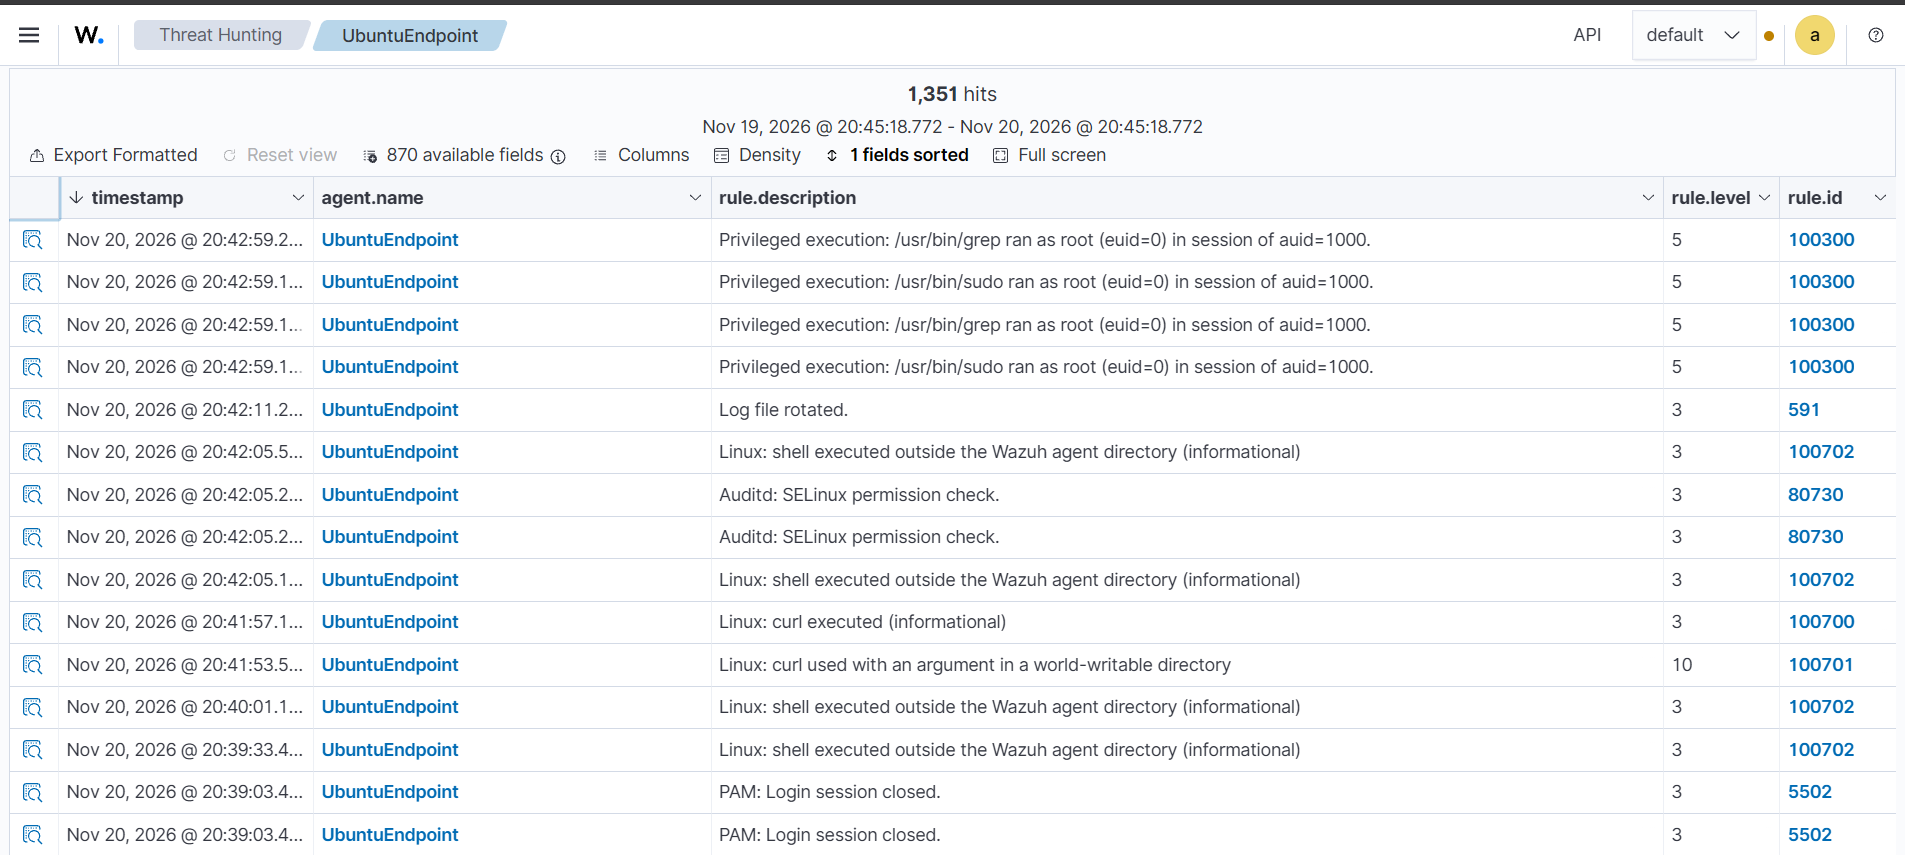 W. Threat Hunting UbuntuEndpoint API default a
1,351 hits
Nov 19, 2026 @ 20:45:18.772 - Nov 20, 2026 @ 20:45:18.772
Export Formatted Reset view 870 available fields Columns Density 1 fields sorted Full screen
timestamp agent.name rule.description rule.level rule.id
Nov 20, 2026 @ 20:42:59.2... UbuntuEndpoint Privileged execution: /usr/bin/grep ran as root (euid=0) in session of auid=1000. 5 100300
Nov 20, 2026 @ 20:42:59.1... UbuntuEndpoint Privileged execution: /usr/bin/sudo ran as root (euid=0) in session of auid=1000. 5 100300
Nov 20, 2026 @ 20:42:59.1... UbuntuEndpoint Privileged execution: /usr/bin/grep ran as root (euid=0) in session of auid=1000. 5 100300
Nov 20, 2026 @ 20:42:59.1... UbuntuEndpoint Privileged execution: /usr/bin/sudo ran as root (euid=0) in session of auid=1000. 5 100300
Nov 20, 2026 @ 20:42:11.2... UbuntuEndpoint Log file rotated. 3 591
Nov 20, 2026 @ 20:42:05.5... UbuntuEndpoint Linux: shell executed outside the Wazuh agent directory (informational) 3 100702
Nov 20, 2026 @ 20:42:05.2... UbuntuEndpoint Auditd: SELinux permission check. 3 80730
Nov 20, 2026 @ 20:42:05.2... UbuntuEndpoint Auditd: SELinux permission check. 3 80730
Nov 20, 2026 @ 20:42:05.1... UbuntuEndpoint Linux: shell executed outside the Wazuh agent directory (informational) 3 100702
Nov 20, 2026 @ 20:41:57.1... UbuntuEndpoint Linux: curl executed (informational) 3 100700
Nov 20, 2026 @ 20:41:53.5... UbuntuEndpoint Linux: curl used with an argument in a world-writable directory 10 100701
Nov 20, 2026 @ 20:40:01.1... UbuntuEndpoint Linux: shell executed outside the Wazuh agent directory (informational) 3 100702
Nov 20, 2026 @ 20:39:33.4... UbuntuEndpoint Linux: shell executed outside the Wazuh agent directory (informational) 3 100702
Nov 20, 2026 @ 20:39:03.4... UbuntuEndpoint PAM: Login session closed. 3 5502
Nov 20, 2026 @ 20:39:03.4... UbuntuEndpoint PAM: Login session closed. 3 5502